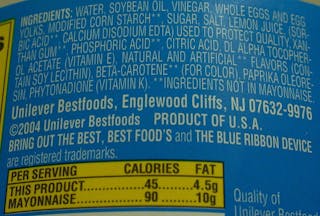 INGREDIENTS: WATER, SOYBEAN OIL, VINEGAR, WHOLE EGGS AND EGG
YOLKS, MODIFIED CORN STARCH**, SUGAR, SALT, LEMON JUICE, (SOR-
BIC ACID**, CALCIUM DISODIUM EDTA) USED TO PROTECT QUALITY, XAN-
THAN GUM**, PHOSPHORIC ACID**, CITRIC ACID, DL ALPHA TOCOPHER-
OL ACETATE (VITAMIN E), NATURAL AND ARTIFICIAL** FLAVORS (CON-
TAIN SOY LECITHIN), BETA-CAROTENE** (FOR COLOR), PAPRIKA OLEORE-
SIN, PHYTONADIONE (VITAMIN K). **INGREDIENTS NOT IN MAYONNAISE.
Unilever Bestfoods, Englewood Cliffs, NJ 07632-9976
©2004 Unilever Bestfoods PRODUCT OF U.S.A.
BRING OUT THE BEST, BEST FOOD'S and THE BLUE RIBBON DEVICE
are registered trademarks.
PER SERVING CALORIES FAT
THIS PRODUCT.......45......4.5g
MAYONNAISE.........90......10g
Quality of
Unilever Bestfoods